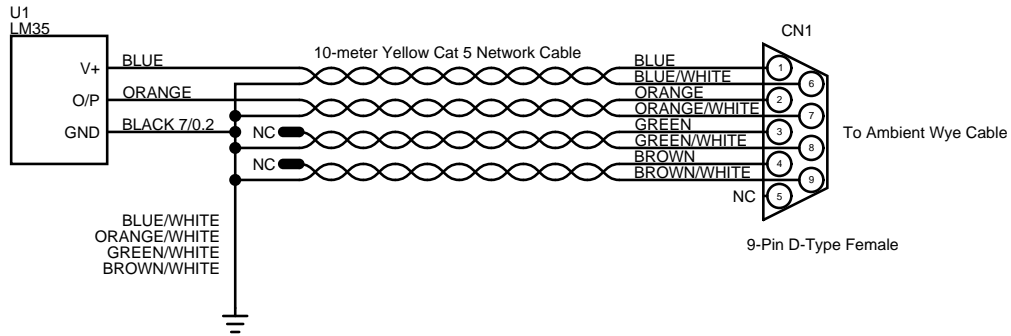 U1
LM35
V+
O/P
GND
BLUE
ORANGE
BLACK 7/0.2
10-meter Yellow Cat 5 Network Cable
NC
NC
BLUE/WHITE
ORANGE/WHITE
GREEN/WHITE
BROWN/WHITE
BLUE
BLUE/WHITE
ORANGE
ORANGE/WHITE
GREEN
GREEN/WHITE
BROWN
BROWN/WHITE
NC
CN1
1
6
2
7
3
8
4
9
5
To Ambient Wye Cable
9-Pin D-Type Female